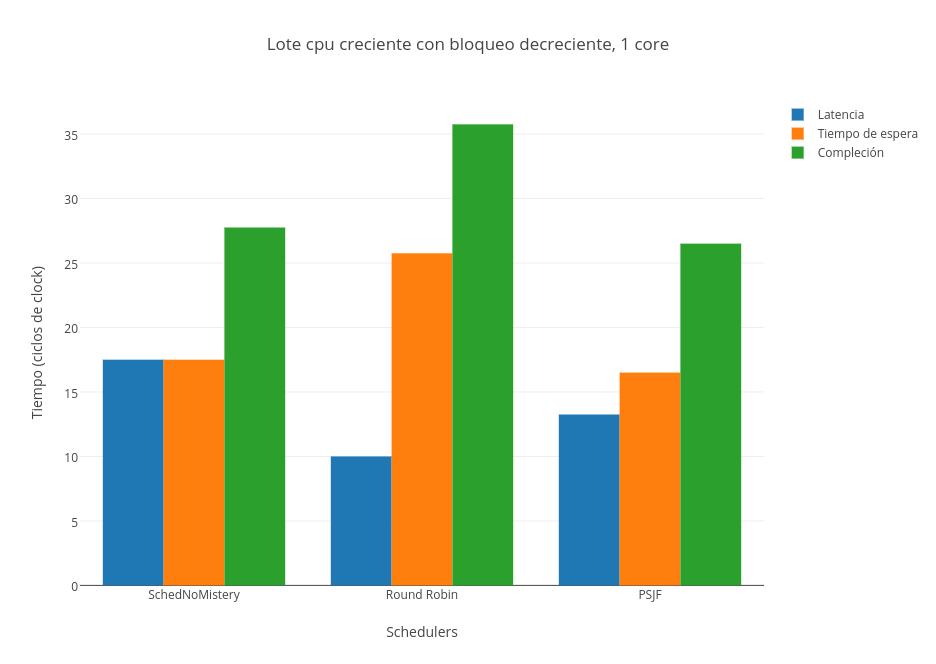 Lote cpu creciente con bloqueo decreciente, 1 core
Latencia
Tiempo de espera
Compleción
Tiempo (ciclos de clock)
35
30
25
20
15
10
5
0
SchedNoMistery
Round Robin
PSJF
Schedulers